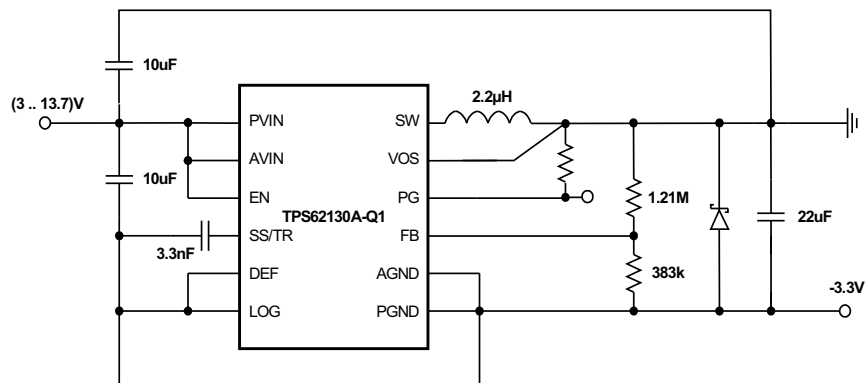 10uF
(3 .. 13.7)V
2.2µH
PVIN
SW
AVIN
VOS
10uF
EN
PG
TPS62130A-Q1
1.21M
SS/TR
FB
22uF
3.3nF
DEF
AGND
383k
-3.3V
LOG
PGND